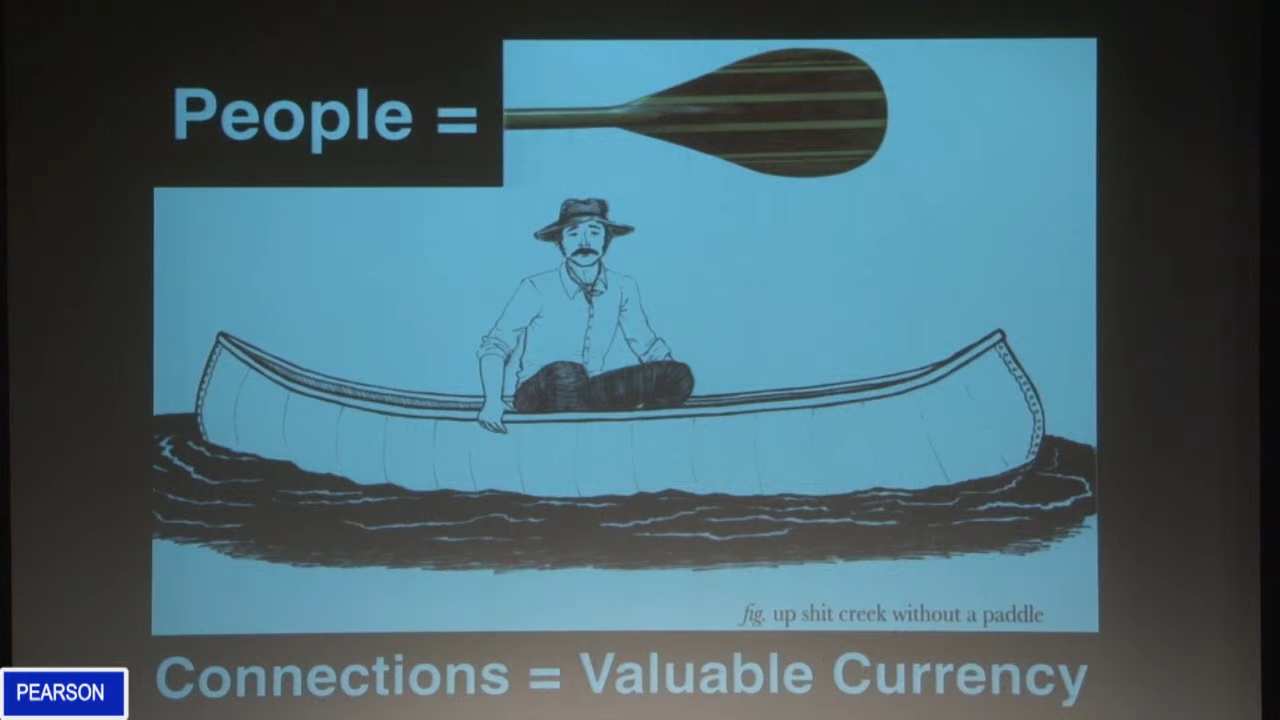 People =
fig. up shit creek without a paddle
Connections = Valuable Currency
PEARSON